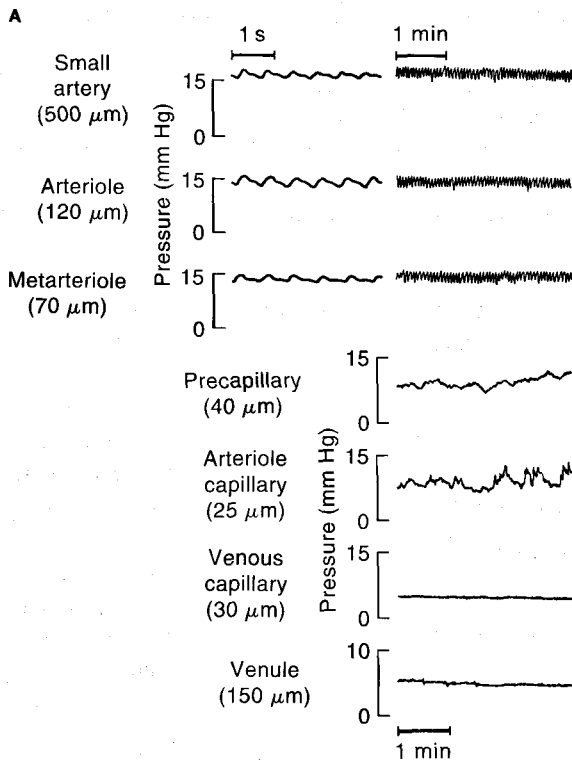 A
1 s
1 min
Small
artery
(500 μm)
15
0
Arteriole
(120 μm)
15
0
Metarteriole
(70 μm)
15
0
Pressure (mm Hg)
Precapillary
(40 μm)
15
0
Arteriole
capillary
(25 μm)
15
0
Venous
capillary
(30 μm)
15
0
Venule
(150 μm)
10
0
Pressure (mm Hg)
1 min